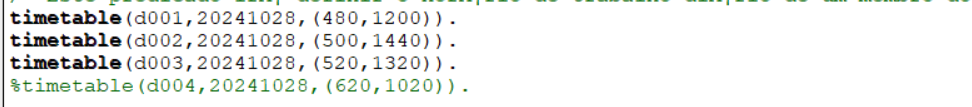 timetable(d001,20241028,(480,1200)).
timetable(d002,20241028,(500,1440)).
timetable(d003,20241028,(520,1320)).
%timetable(d004,20241028,(620,1020)).